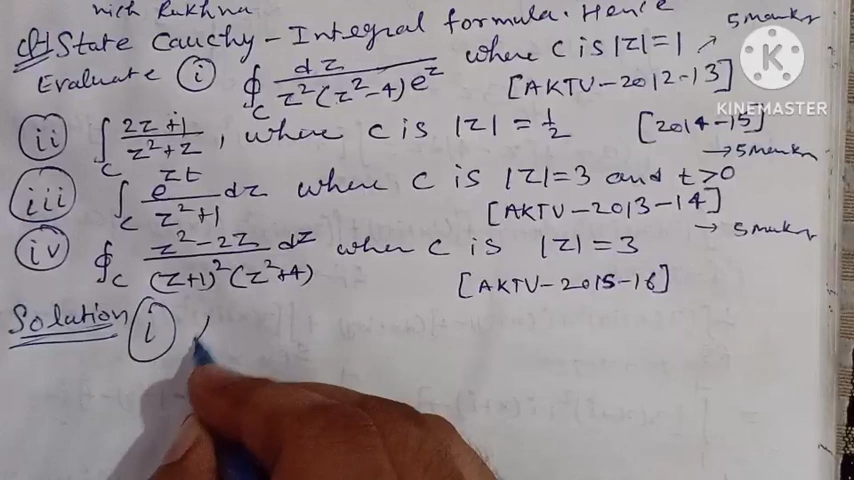 nich Rukhna
State Cauchy - Integral formula. Hence
Evaluate (i) ∮_C dz / z²(z²-4)e^z where C is |z|=1 → 5 marks
[AKTU-2012-13]
(ii) ∫_C 2z+1 / z²+z, where C is |z| = 1/2 [2014-15] → 5 marks
(iii) ∫_C e^zt / z²+1 dz where C is |z|=3 and t>0
[AKTU-2013-14] → 5 marks
(iv) ∮_C z²-2z / (z+1)²(z²+4) dz when C is |z|=3
[AKTU-2015-16]
Solution (i)
KINEMASTER